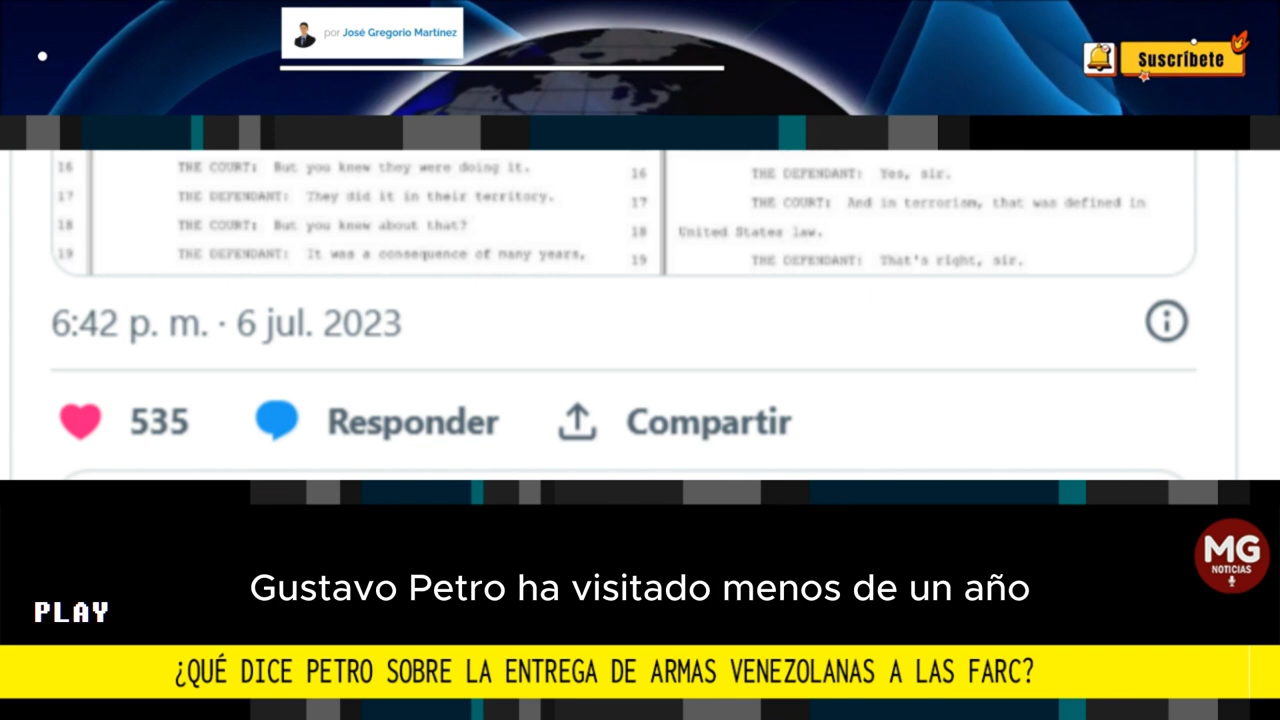 por José Gregorio Martínez
Suscríbete
16 THE COURT: But you knew they were doing it.
17 THE DEFENDANT: They did it in their territory.
18 THE COURT: But you knew about that?
19 THE DEFENDANT: It was a consequence of many years,
16 THE DEFENDANT: Yes, sir.
17 THE COURT: And in terrorism, that was defined in
18 United States law.
19 THE DEFENDANT: That's right, sir.
6:42 p. m. · 6 jul. 2023
535 Responder Compartir
MG
NOTICIAS
Gustavo Petro ha visitado menos de un año
PLAY
¿QUÉ DICE PETRO SOBRE LA ENTREGA DE ARMAS VENEZOLANAS A LAS FARC?